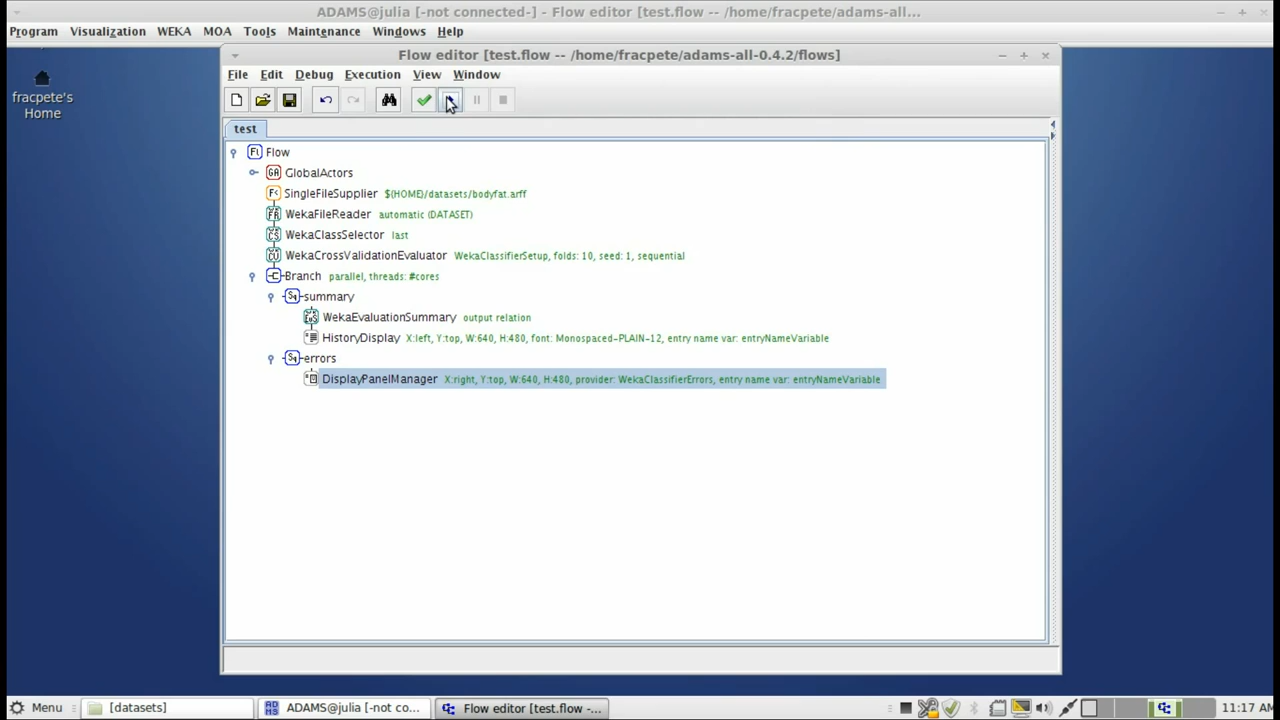 ADAMS@julia [-not connected-] - Flow editor [test.flow -- /home/fracpete/adams-all...
Program Visualization WEKA MOA Tools Maintenance Windows Help
fracpete's
Home
Flow editor [test.flow -- /home/fracpete/adams-all-0.4.2/flows]
File Edit Debug Execution View Window
test
Flow
GlobalActors
SingleFileSupplier ${HOME}/datasets/bodyfat.arff
WekaFileReader automatic (DATASET)
WekaClassSelector last
WekaCrossValidationEvaluator WekaClassifierSetup, folds: 10, seed: 1, sequential
Branch parallel, threads: #cores
summary
WekaEvaluationSummary output relation
HistoryDisplay X:left, Y:top, W:640, H:480, font: Monospaced-PLAIN-12, entry name var: entryNameVariable
errors
DisplayPanelManager X:right, Y:top, W:640, H:480, provider: WekaClassifierErrors, entry name var: entryNameVariable
Menu [datasets] ADAMS@julia [-not co... Flow editor [test.flow -... 11:17 AM